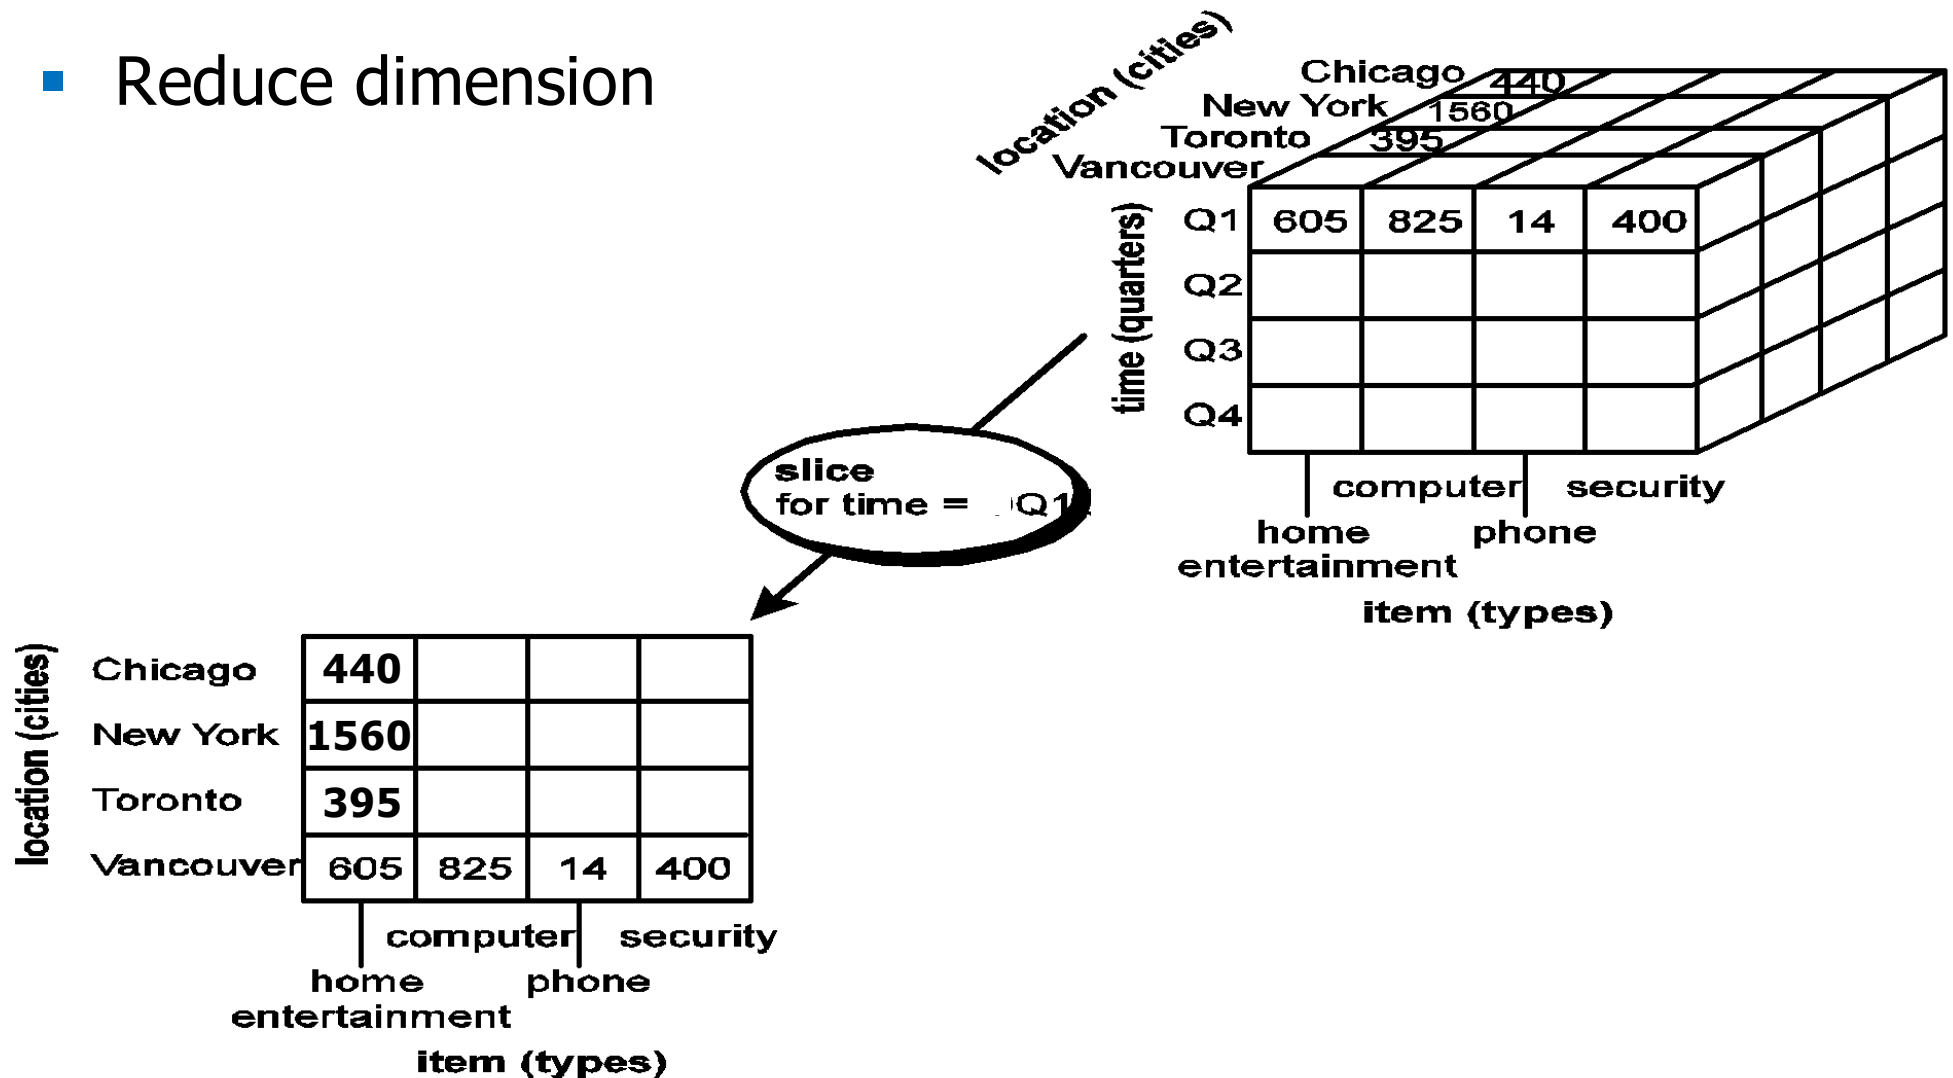 ▪ Reduce dimension
location (cities)
Chicago 440
New York 1560
Toronto 395
Vancouver
time (quarters)
Q1 605 825 14 400
Q2
Q3
Q4
computer security
home phone
entertainment
item (types)
slice
for time = Q1
location (cities)
Chicago 440
New York 1560
Toronto 395
Vancouver 605 825 14 400
computer security
home phone
entertainment
item (types)